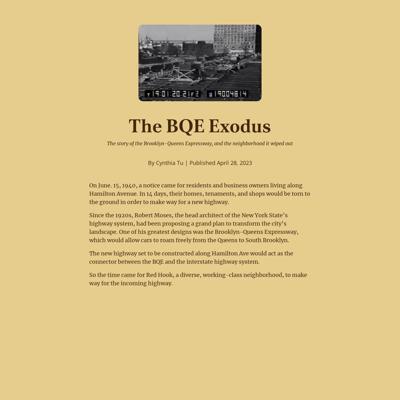 The BQE Exodus
The story of the Brooklyn-Queens Expressway, and the neighborhood it wiped out
By Cynthia Tu | Published April 28, 2023
On June. 15, 1940, a notice came for residents and business owners living along
Hamilton Avenue. In 14 days, their homes, tenaments, and shops would be torn to
the ground in order to make way for a new highway.
Since the 1920s, Robert Moses, the head architect of the New York State's
highway system, had been proposing a grand plan to transform the city's
landscape. One of his greatest designs was the Brooklyn-Queens Expressway,
which would allow cars to roam freely from the Queens to South Brooklyn.
The new highway set to be constructed along Hamilton Ave would act as the
connector between the BQE and the interstate highway system.
So the time came for Red Hook, a diverse, working-class neighborhood, to make
way for the incoming highway.